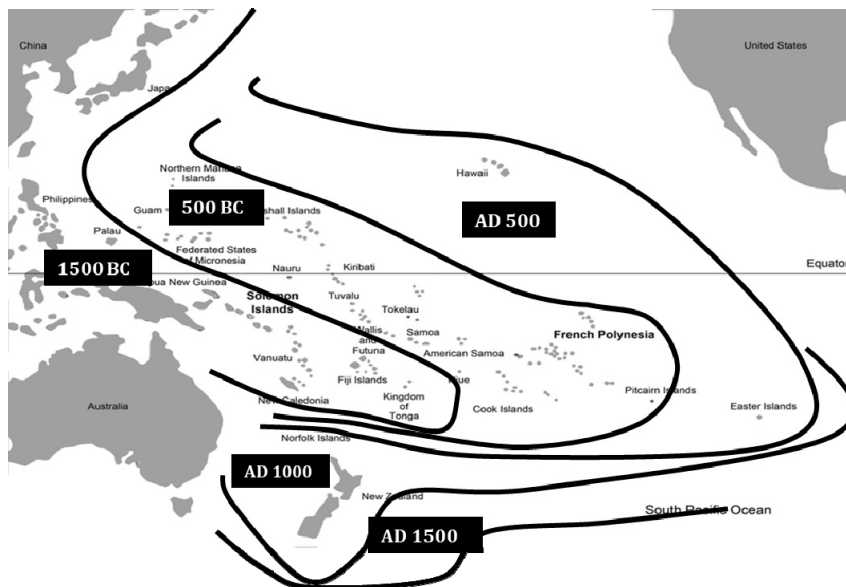 China
United States
Japa
Hawaii
Northern Mariana
Islands
Philippines
500 BC
AD 500
Guam
shall Islands
Palau
Federated States
of Micronesia
1500 BC
Equator
Nauru
Kiribati
pua New Guinea
Solomon
Islands
Tuvalu
Tokelau
Wallis
and
Futuna
Samoa
French Polynesia
Vanuatu
American Samoa
Fiji Islands
Niue
New Caledonia
Kingdom
of
Tonga
Cook Islands
Pitcairn Islands
Australia
Easter Islands
Norfolk Islands
AD 1000
New Zealand
South Pacific Ocean
AD 1500